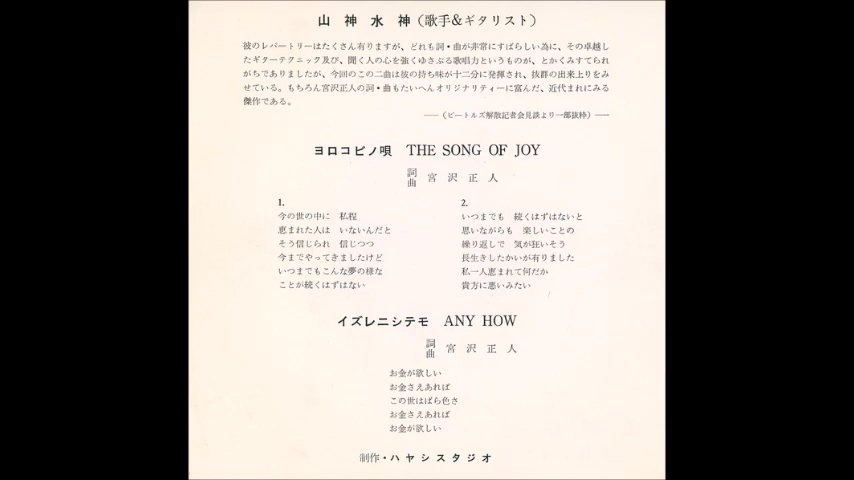 山神水神(歌手&ギタリスト)
彼のレパートリーはたくさん有りますが、どれも詞・曲が非常にすばらしい為に、その卓越し
たギターテクニック及び、聞く人の心を強くゆさぶる歌唱力というものが、とかくみすてられ
がちでありましたが、今回のこの二曲は彼の持ち味が十二分に発揮され、抜群の出来上りをみ
せている。もちろん宮沢正人の詞・曲もたいへんオリジナリティーに富んだ、近代まれにみる
傑作である。
——(ビートルズ解散記者会見談より一部抜粋)——
ヨロコビノ唄 THE SONG OF JOY
詞曲 宮沢正人
1.
今の世の中に 私程
恵まれた人は いないんだと
そう信じられ 信じつつ
今までやってきましたけど
いつまでもこんな夢の様な
ことが続くはずはない
2.
いつまでも 続くはずはないと
思いながらも 楽しいことの
繰り返しで 気が狂いそう
長生きしたかいが有りました
私一人恵まれて何だか
貴方に悪いみたい
イズレニシテモ ANY HOW
詞曲 宮沢正人
お金が欲しい
お金さえあれば
この世はばら色さ
お金さえあれば
お金が欲しい
制作・ハヤシスタジオ